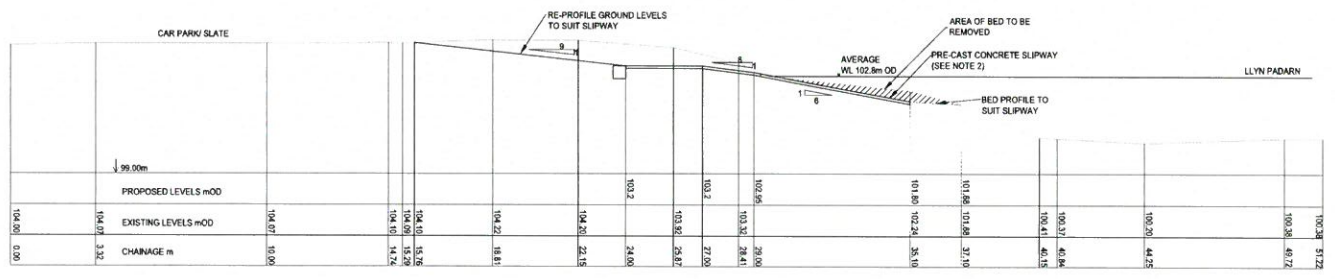 RE-PROFILE GROUND LEVELS
TO SUIT SLIPWAY
CAR PARK/ SLATE
9
AREA OF BED TO BE
REMOVED
PRE-CAST CONCRETE SLIPWAY
(SEE NOTE 2)
AVERAGE
WL 102.8m OD
LLYN PADARN
1
6
BED PROFILE TO
SUIT SLIPWAY
99.00m
PROPOSED LEVELS mOD
103.2
103.2
102.95
101.80
101.68
EXISTING LEVELS mOD
104.00
104.07
104.07
104.10
104.09
104.10
104.22
104.20
103.92
103.32
102.24
101.68
100.41
100.37
100.20
100.38
100.38
CHAINAGE m
0.00
3.32
10.00
14.74
15.29
15.76
18.81
22.15
24.00
25.87
27.00
28.41
29.00
35.10
37.10
40.15
40.84
44.25
49.72
51.22